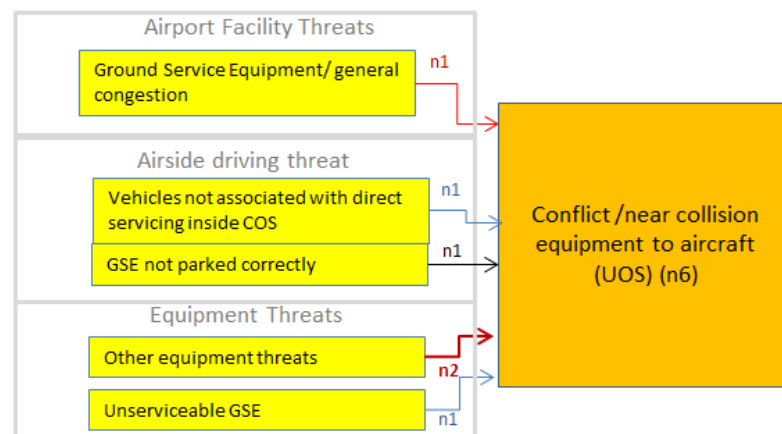 Airport Facility Threats
Ground Service Equipment/ general
congestion
n1
Airside driving threat
Vehicles not associated with direct
servicing inside COS
n1
GSE not parked correctly
n1
Equipment Threats
Other equipment threats
n2
Unserviceable GSE
n1
Conflict /near collision
equipment to aircraft
(UOS) (n6)